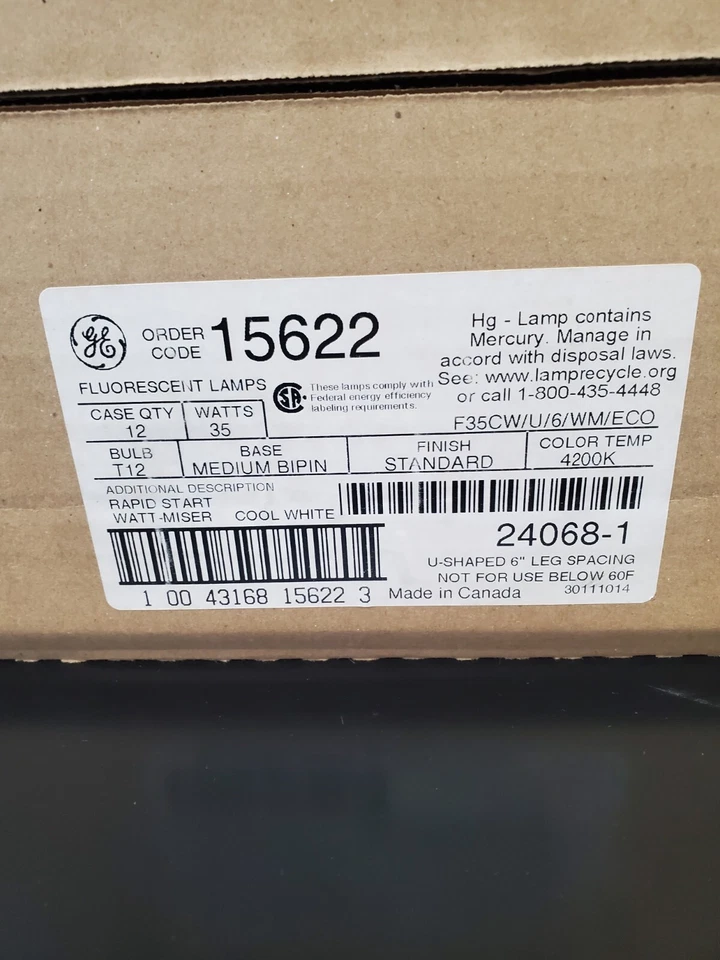 GE
ORDER CODE 15622
Hg - Lamp contains
Mercury. Manage in
accord with disposal laws.
See: www.lamprecycle.org
or call 1-800-435-4448
FLUORESCENT LAMPS
SA
These lamps comply with
Federal energy efficiency
labeling requirements.
F35CW/U/6/WM/ECO
CASE QTY
12
WATTS
35
BULB
T12
BASE
MEDIUM BIPIN
FINISH
STANDARD
COLOR TEMP
4200K
ADDITIONAL DESCRIPTION
RAPID START
WATT-MISER COOL WHITE
24068-1
U-SHAPED 6" LEG SPACING
NOT FOR USE BELOW 60F
1 00 43168 15622 3
Made in Canada
30111014